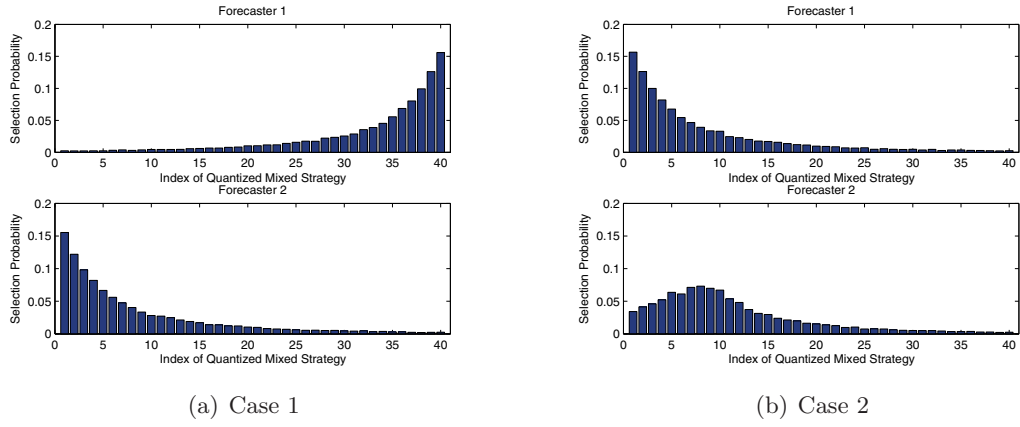 Forecaster 1
0.2
0.15
0.1
0.05
0
Selection Probability
0 5 10 15 20 25 30 35 40
Index of Quantized Mixed Strategy
Forecaster 2
0.2
0.15
0.1
0.05
0
Selection Probability
0 5 10 15 20 25 30 35 40
Index of Quantized Mixed Strategy
(a) Case 1
Forecaster 1
0.2
0.15
0.1
0.05
0
Selection Probability
0 5 10 15 20 25 30 35 40
Index of Quantized Mixed Strategy
Forecaster 2
0.2
0.15
0.1
0.05
0
Selection Probability
0 5 10 15 20 25 30 35 40
Index of Quantized Mixed Strategy
(b) Case 2